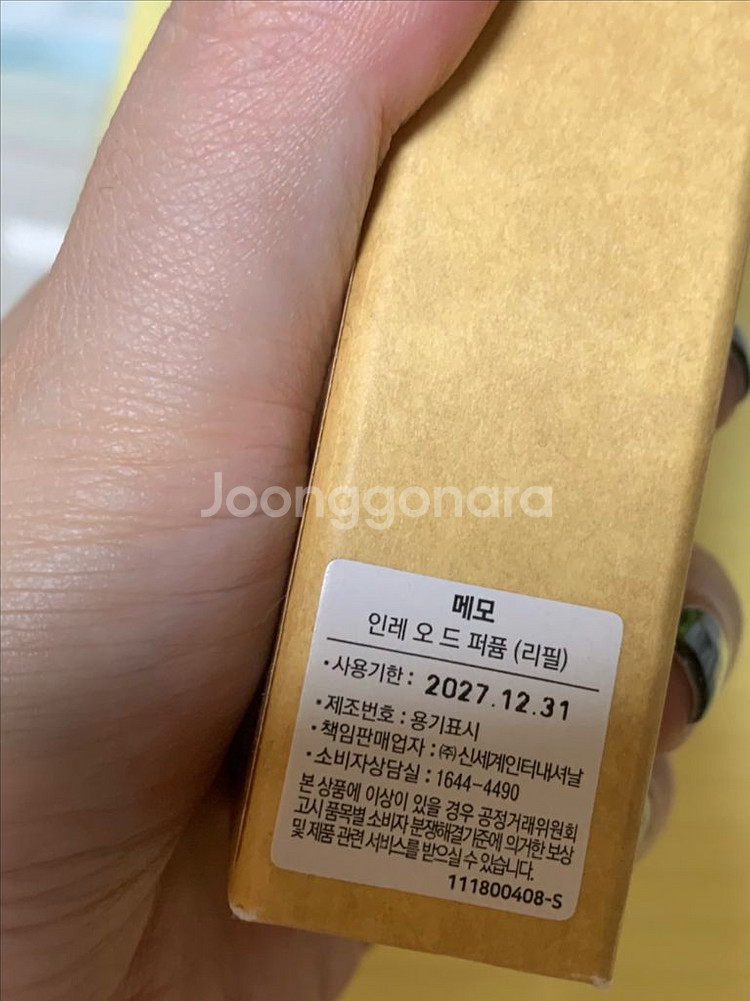 Joonggonara
메모
인레 오 드 퍼퓸 (리필)
•사용기한 : 2027.12.31
•제조번호 : 용기표시
•책임판매업자 : ㈜신세계인터내셔날
•소비자상담실 : 1644-4490
본 상품에 이상이 있을 경우 공정거래위원회
고시 품목별 소비자 분쟁해결기준에 의거한 보상
및 제품 관련 서비스를 받으실 수 있습니다.
111800408-S